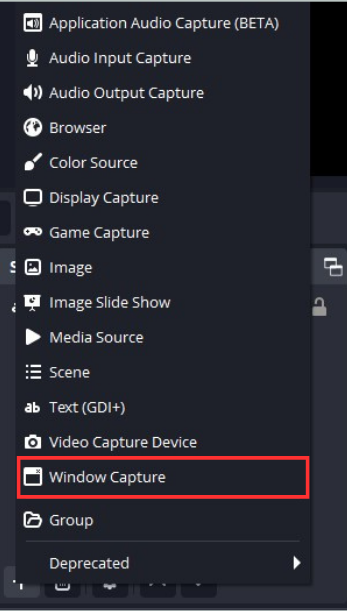 Application Audio Capture (BETA)
Audio Input Capture
Audio Output Capture
Browser
Color Source
Display Capture
Game Capture
Image
Image Slide Show
Media Source
Scene
ab Text (GDI+)
Video Capture Device
Window Capture
Group
Deprecated